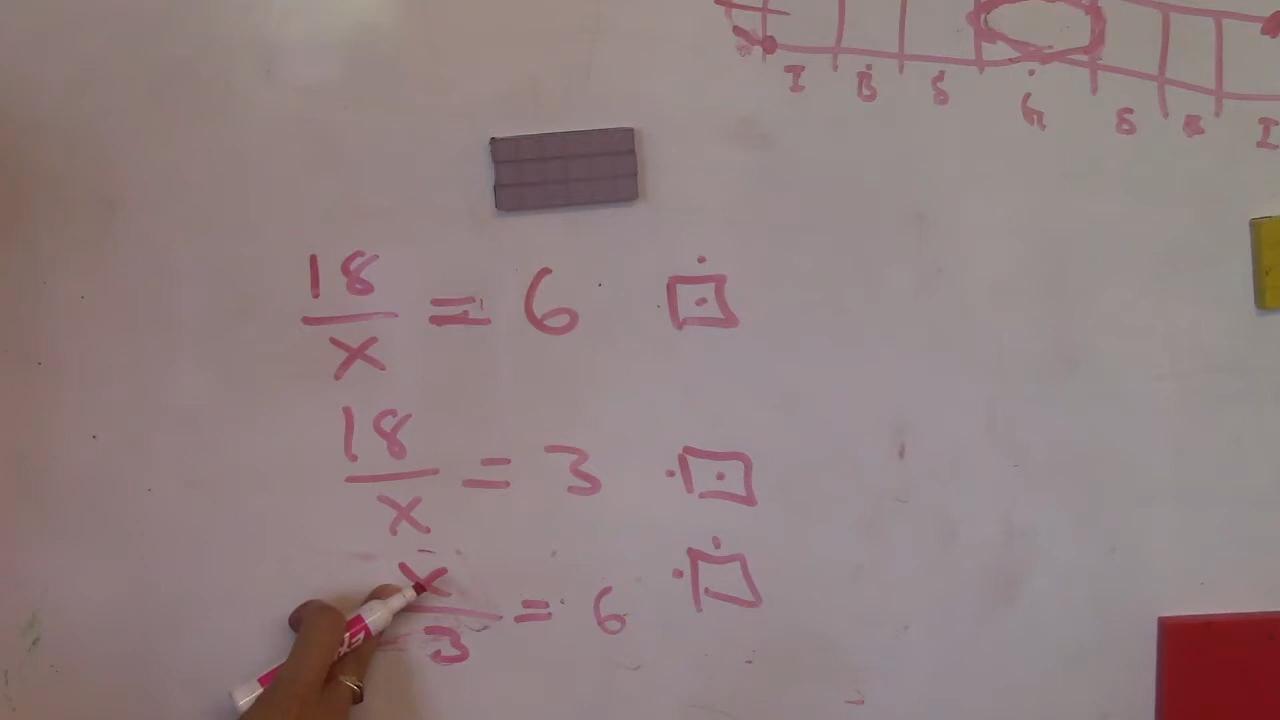 I B S G S B I
18/x = 6
18/x = 3
x/3 = 6